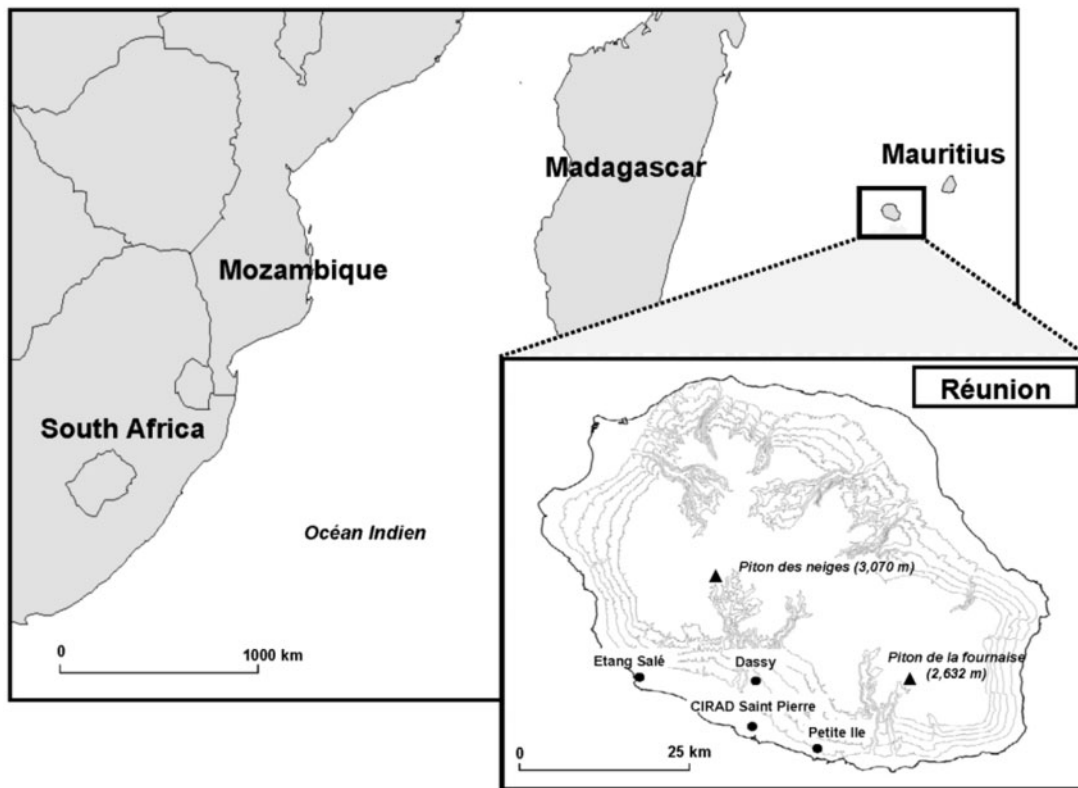 Madagascar
Mauritius
Mozambique
South Africa
Océan Indien
0
1000 km
Réunion
Piton des neiges (3,070 m)
Piton de la fournaise
(2,632 m)
Etang Salé
Dassy
CIRAD Saint Pierre
Petite Ile
0
25 km